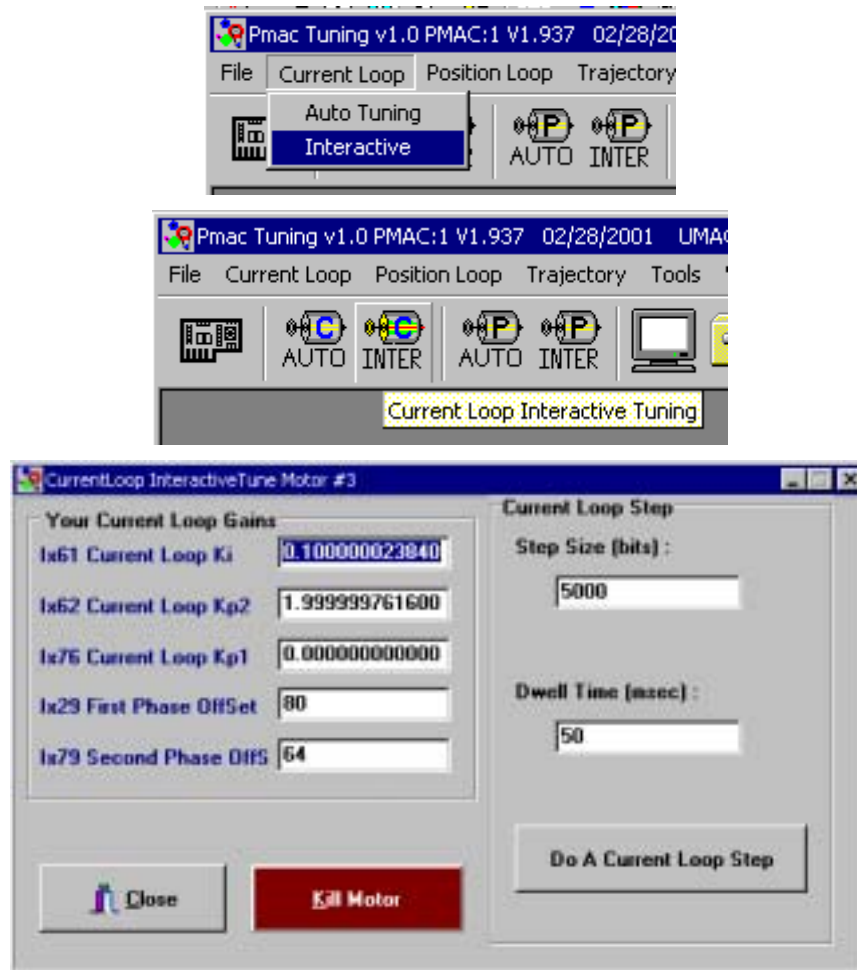 Pmac Tuning v1.0 PMAC:1 V1.937 02/28/20
File Current Loop Position Loop Trajectory
Auto Tuning
Interactive
AUTO INTER
Pmac Tuning v1.0 PMAC:1 V1.937 02/28/2001 UMA
File Current Loop Position Loop Trajectory Tools
C C P P
AUTO INTER AUTO INTER
Current Loop Interactive Tuning
CurrentLoop InteractiveTune Motor #3
Your Current Loop Gains
Ix61 Current Loop Ki 0.100000023840
Ix62 Current Loop Kp2 1.999999761600
Ix76 Current Loop Kp1 0.000000000000
Ix29 First Phase OffSet 80
Ix79 Second Phase OffS 64
Close
Kill Motor
Current Loop Step
Step Size (bits) :
5000
Dwell Time (msec) :
50
Do A Current Loop Step